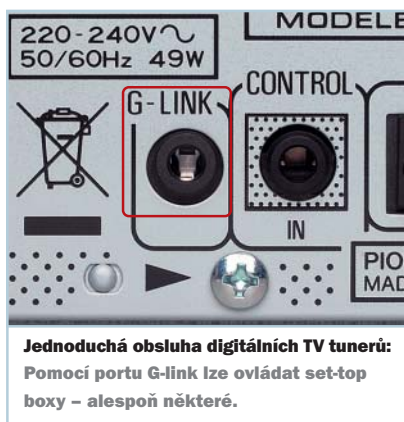 MODELE
220-240V~
50/60Hz 49W
G-LINK
CONTROL
IN
PIO
MAD
Jednoduchá obsluha digitálních TV tunerů:
Pomocí portu G-link lze ovládat set-top
boxy – alespoň některé.